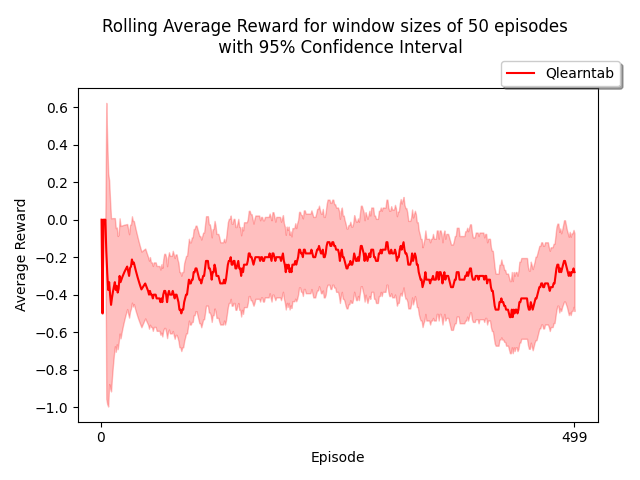 Rolling Average Reward for window sizes of 50 episodes
with 95% Confidence Interval
Qlearntab
0.6
0.4
0.2
0.0
−0.2
−0.4
−0.6
−0.8
−1.0
Average Reward
0
499
Episode